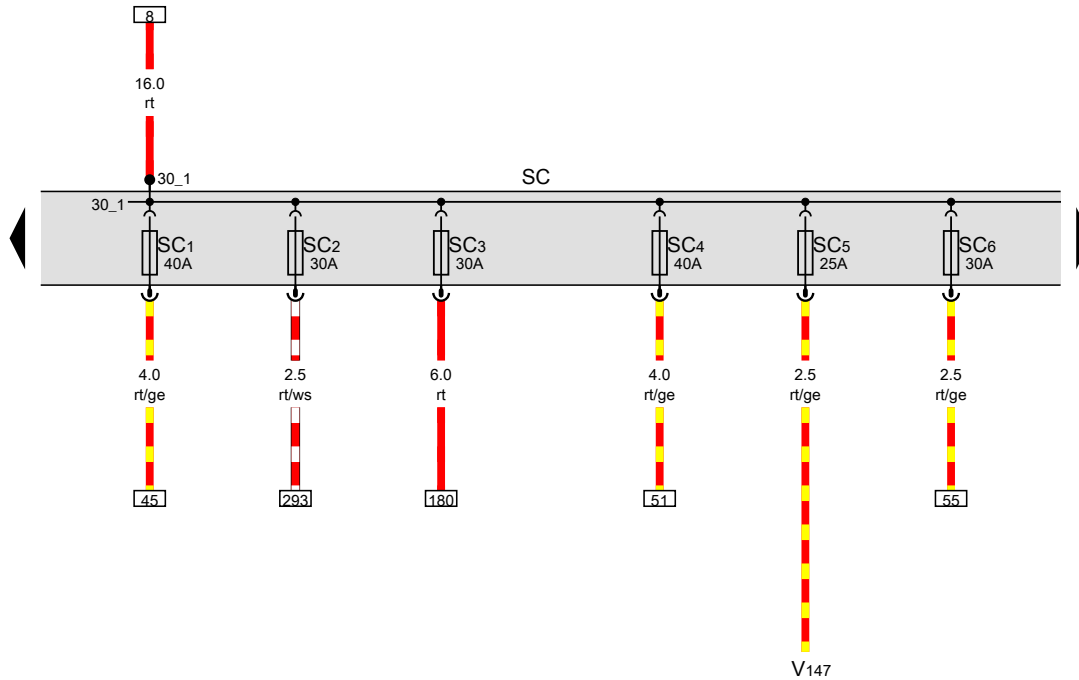 8
16.0
rt
30_1
SC
30_1
SC1
40A
SC2
30A
SC3
30A
SC4
40A
SC5
25A
SC6
30A
4.0
rt/ge
2.5
rt/ws
6.0
rt
4.0
rt/ge
2.5
rt/ge
2.5
rt/ge
45
293
180
51
55
V147